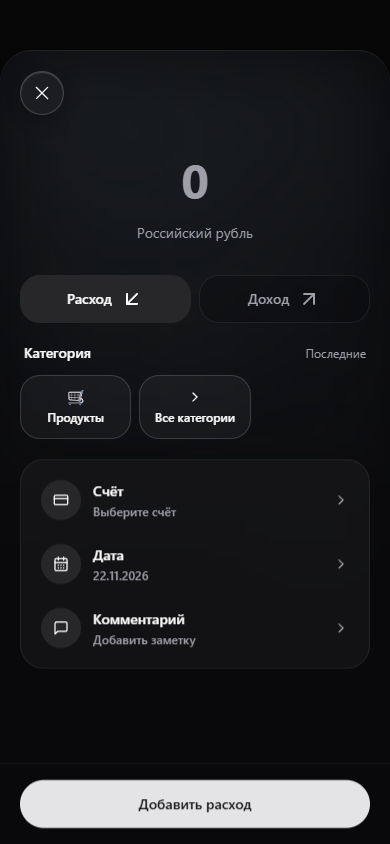 0
Российский рубль
Расход
Доход
Категория
Последние
Продукты
Все категории
Счёт
Выберите счёт
Дата
22.11.2026
Комментарий
Добавить заметку
Добавить расход